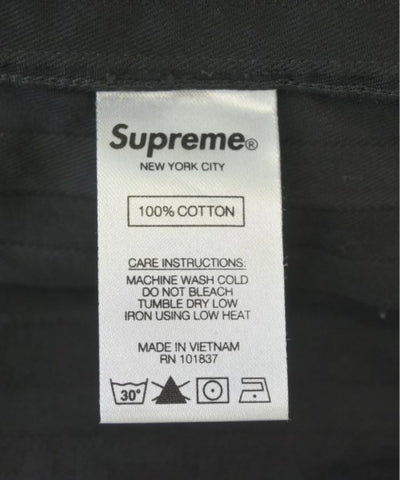 Supreme®
NEW YORK CITY
100% COTTON
CARE INSTRUCTIONS:
MACHINE WASH COLD
DO NOT BLEACH
TUMBLE DRY LOW
IRON USING LOW HEAT
MADE IN VIETNAM
RN 101837
30°